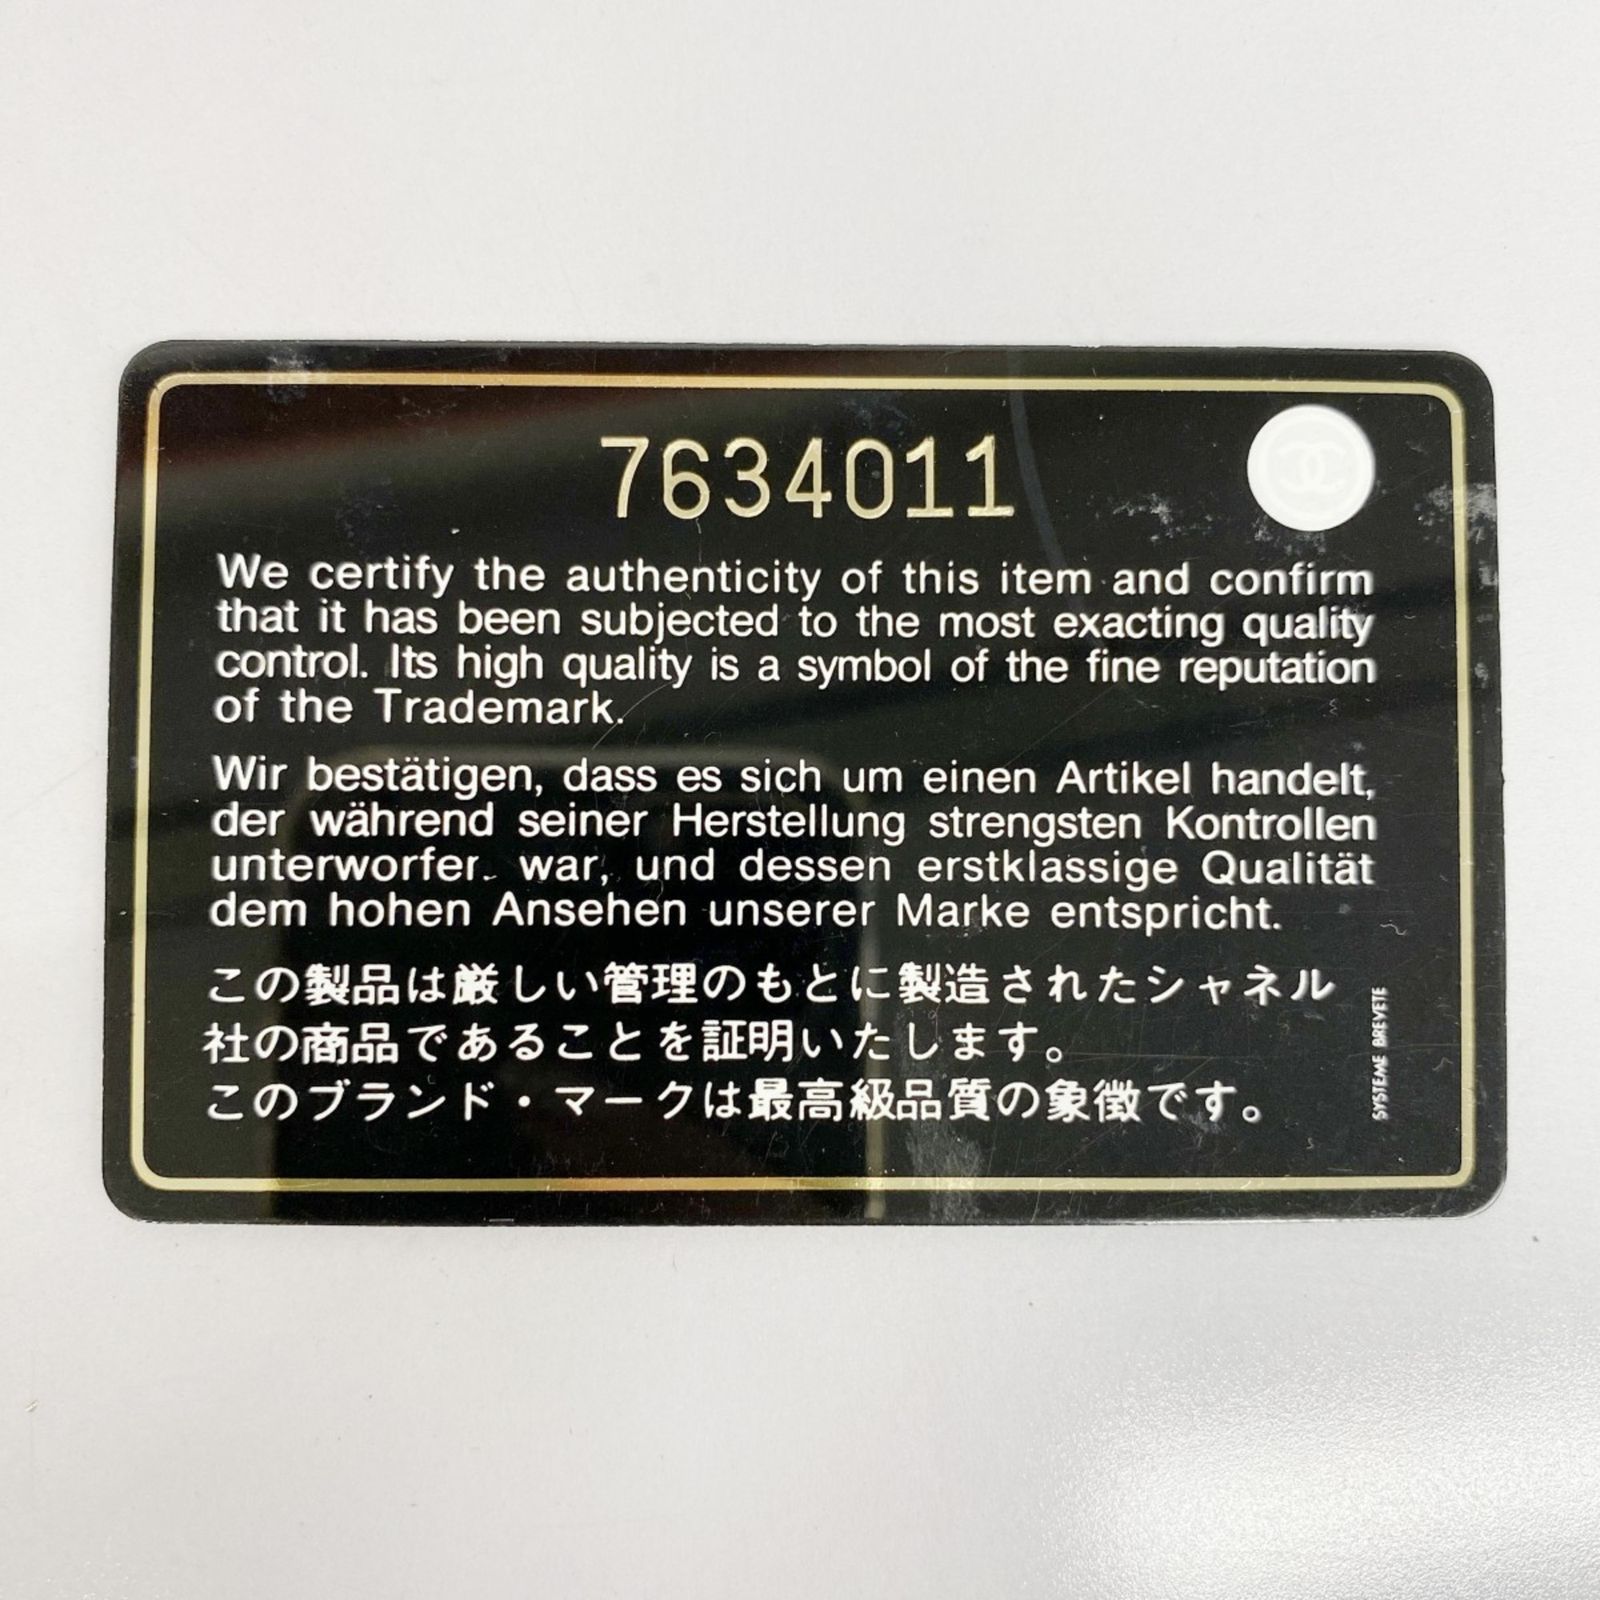 7634011
We certify the authenticity of this item and confirm
that it has been subjected to the most exacting quality
control. Its high quality is a symbol of the fine reputation
of the Trademark.
Wir bestätigen, dass es sich um einen Artikel handelt,
der während seiner Herstellung strengsten Kontrollen
unterworfen war, und dessen erstklassige Qualität
dem hohen Ansehen unserer Marke entspricht.
この製品は厳しい管理のもとに製造されたシャネル
社の商品であることを証明いたします。
このブランド・マークは最高級品質の象徴です。
SYSTEME BREVETE